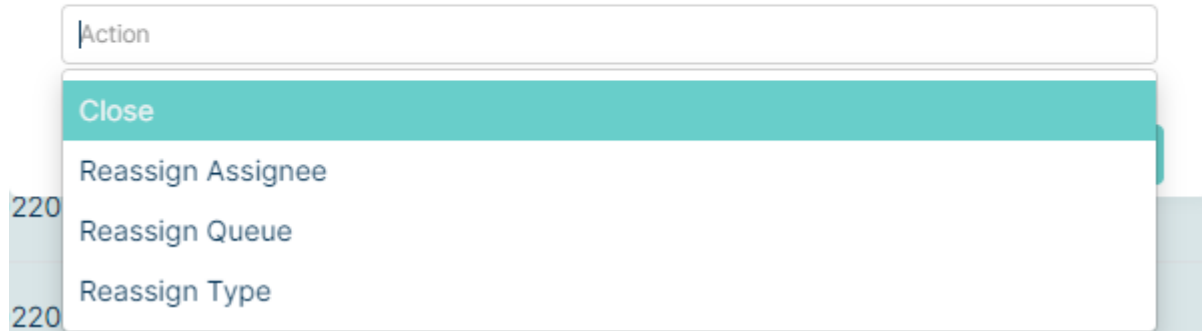 Action
Close
Reassign Assignee
220
Reassign Queue
Reassign Type
220